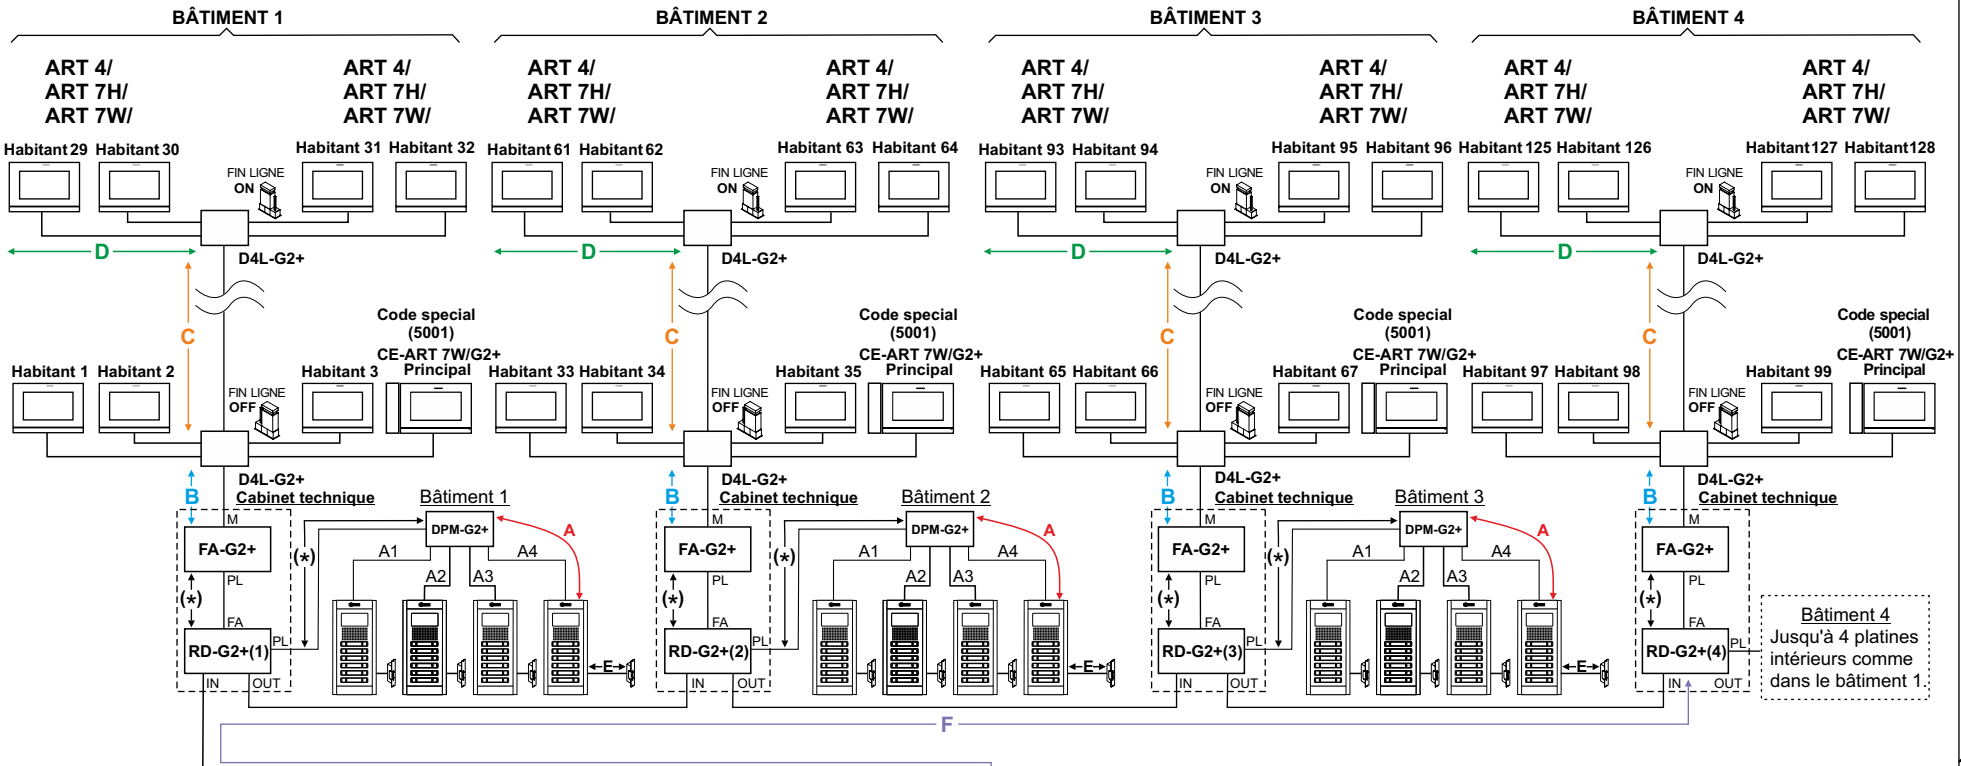 BÂTIMENT 1
BÂTIMENT 2
BÂTIMENT 3
BÂTIMENT 4
ART 4/
ART 7H/
ART 7W/
ART 4/
ART 7H/
ART 7W/
ART 4/
ART 7H/
ART 7W/
ART 4/
ART 7H/
ART 7W/
ART 4/
ART 7H/
ART 7W/
ART 4/
ART 7H/
ART 7W/
ART 4/
ART 7H/
ART 7W/
ART 4/
ART 7H/
ART 7W/
Habitant 29
Habitant 30
Habitant 31
Habitant 32
Habitant 61
Habitant 62
Habitant 63
Habitant 64
Habitant 93
Habitant 94
Habitant 95
Habitant 96
Habitant 125
Habitant 126
Habitant127
Habitant128
FIN LIGNE
ON
FIN LIGNE
ON
FIN LIGNE
ON
FIN LIGNE
ON
D
D4L-G2+
D
D4L-G2+
D
D4L-G2+
D
D4L-G2+
C
C
C
C
Code special
(5001)
CE-ART 7W/G2+
Principal
Code special
(5001)
CE-ART 7W/G2+
Principal
Code special
(5001)
CE-ART 7W/G2+
Principal
Code special
(5001)
CE-ART 7W/G2+
Principal
Habitant 1
Habitant 2
Habitant 3
Habitant 33
Habitant 34
Habitant 35
Habitant 65
Habitant 66
Habitant 67
Habitant 97
Habitant 98
Habitant 99
FIN LIGNE
OFF
FIN LIGNE
OFF
FIN LIGNE
OFF
FIN LIGNE
OFF
D4L-G2+
D4L-G2+
D4L-G2+
D4L-G2+
B
Cabinet technique
Bâtiment 1
B
Cabinet technique
Bâtiment 2
B
Cabinet technique
Bâtiment 3
B
Cabinet technique
M
FA-G2+
PL
(*)
FA
RD-G2+(1)
PL
IN
OUT
(*)
DPM-G2+
A
A1
A2
A3
A4
E
M
FA-G2+
PL
(*)
FA
RD-G2+(2)
PL
IN
OUT
(*)
DPM-G2+
A
A1
A2
A3
A4
E
M
FA-G2+
PL
(*)
FA
RD-G2+(3)
PL
IN
OUT
(*)
DPM-G2+
A
A1
A2
A3
A4
E
M
FA-G2+
PL
(*)
FA
RD-G2+(4)
PL
IN
OUT
Bâtiment 4
Jusqu'à 4 platines
intérieurs comme
dans le bâtiment 1.
F